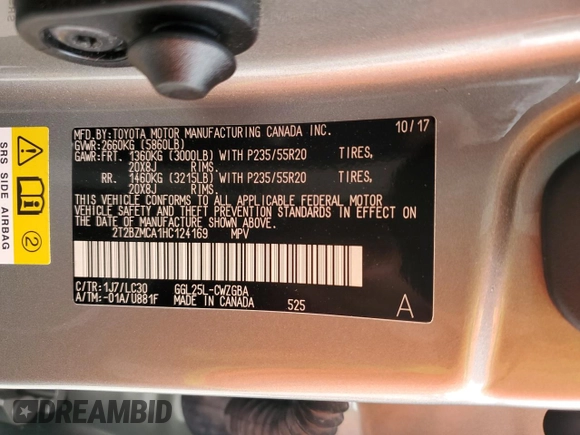 MFD.BY: TOYOTA MOTOR MANUFACTURING CANADA INC. 10/17
GVWR: 2660KG (5860LB)
GAWR: FRT. 1360KG (3000LB) WITH P235/55R20 TIRES,
20X8J RIMS.
RR. 1460KG (3215LB) WITH P235/55R20 TIRES,
20X8J RIMS.
THIS VEHICLE CONFORMS TO ALL APPLICABLE FEDERAL MOTOR
VEHICLE SAFETY AND THEFT PREVENTION STANDARDS IN EFFECT ON
THE DATE OF MANUFACTURE SHOWN ABOVE.
2T2BZMCA1HC124169 MPV
C/TR: 1J7/LC30 GGL25L-CWZGBA
A/TM: -01A/U881F MADE IN CANADA 525 A
SRS SIDE AIRBAG
2
DREAMBID